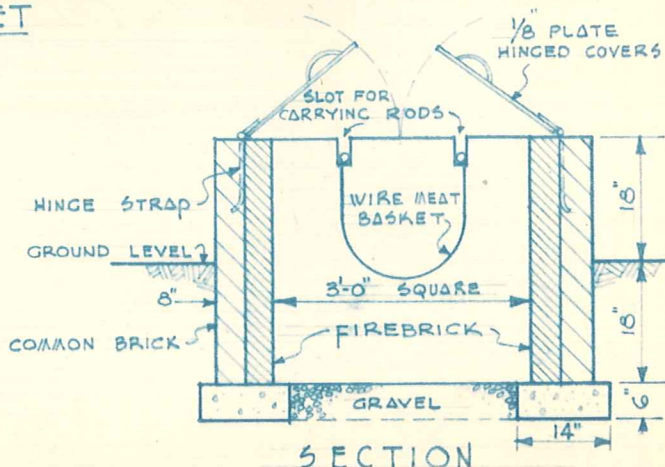 ET
1/8" PLATE
HINGED COVERS
SLOT FOR
CARRYING RODS
HINGE STRAP
WIRE MEAT
BASKET
18"
GROUND LEVEL
8"
3'-0" SQUARE
18"
COMMON BRICK
FIREBRICK
GRAVEL
6"
14"
SECTION